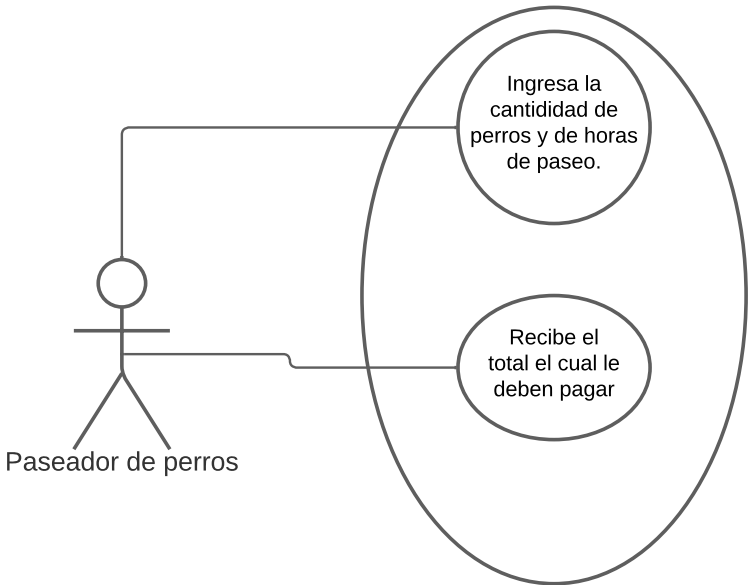 Ingresa la
cantididad de
perros y de horas
de paseo.
Recibe el
total el cual le
deben pagar
Paseador de perros